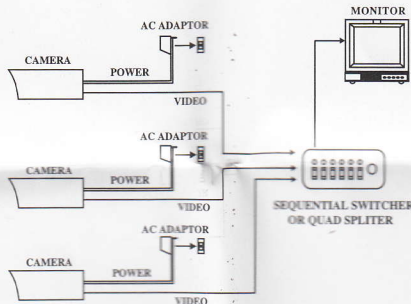 MONITOR
AC ADAPTOR
CAMERA
POWER
VIDEO
AC ADAPTOR
CAMERA
POWER
VIDEO
SEQUENTIAL SWITCHER
OR QUAD SPLITER
AC ADAPTOR
CAMERA
POWER
VIDEO